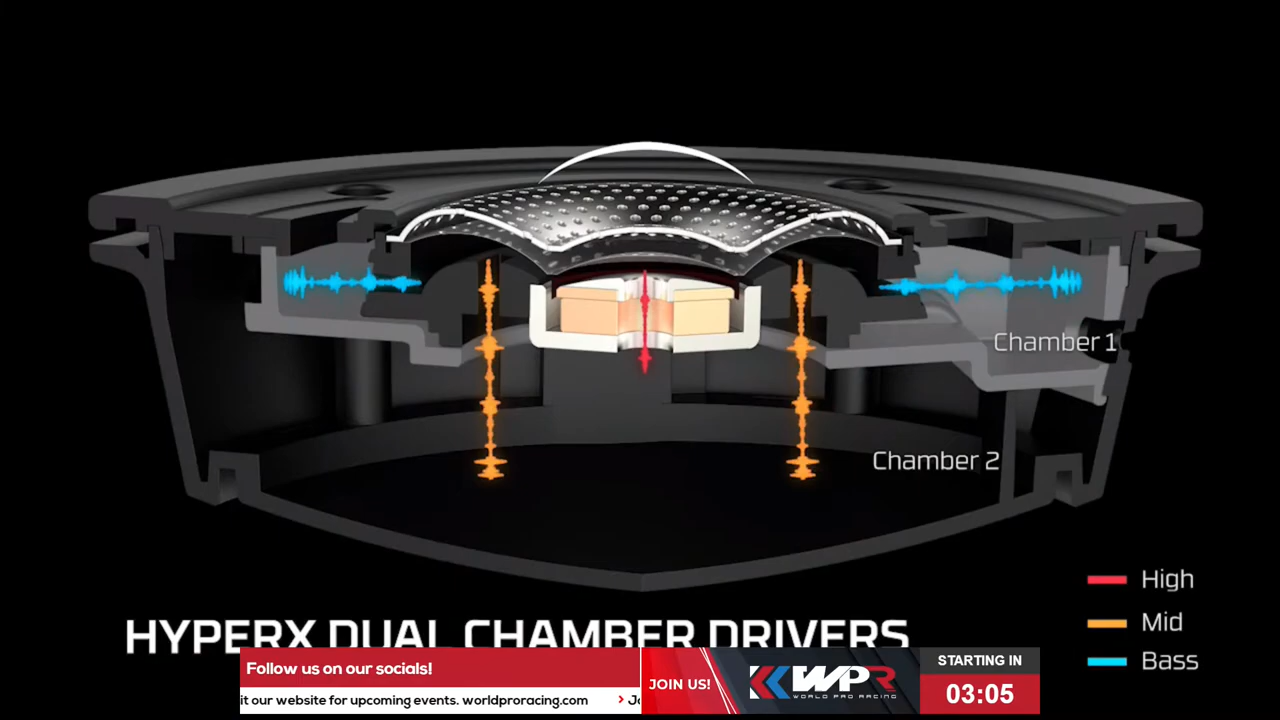 Chamber 1
Chamber 2
High
Mid
Bass
HYPERX DUAL CHAMBER DRIVERS
Follow us on our socials!
it our website for upcoming events. worldproracing.com
JOIN US!
WPR
WORLD PRO RACING
STARTING IN
03:05